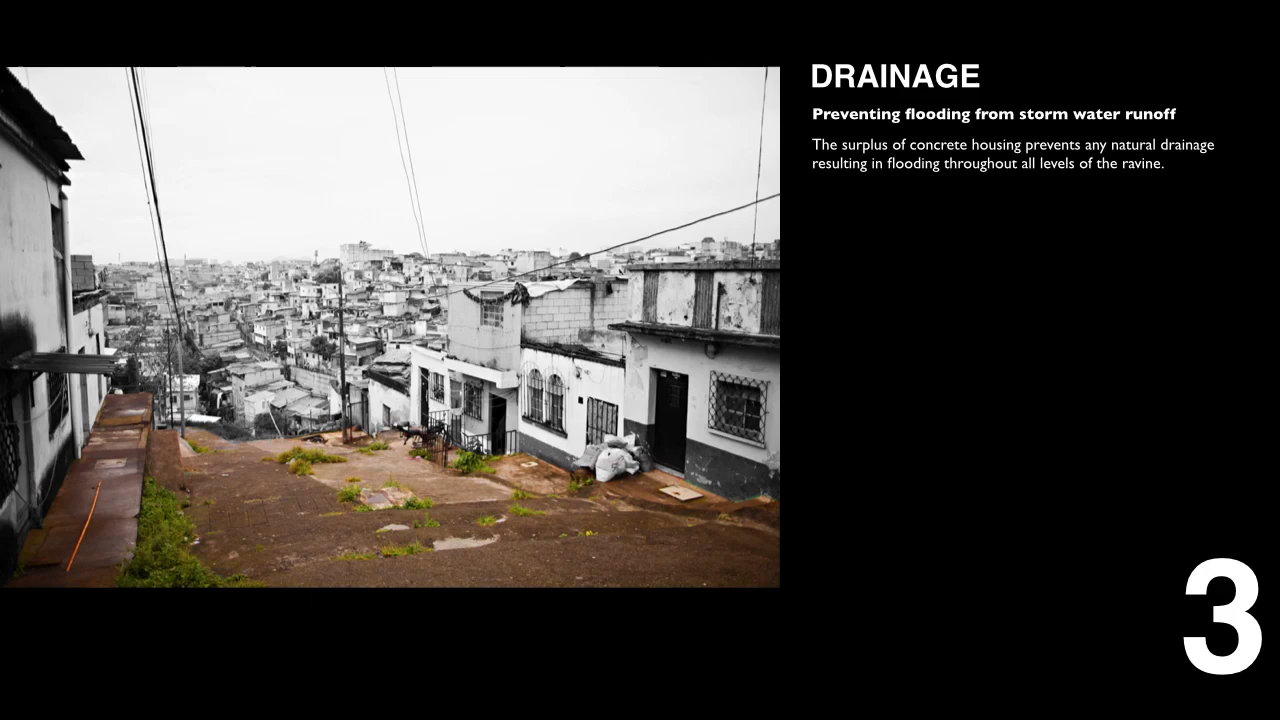 DRAINAGE
Preventing flooding from storm water runoff
The surplus of concrete housing prevents any natural drainage
resulting in flooding throughout all levels of the ravine.
3